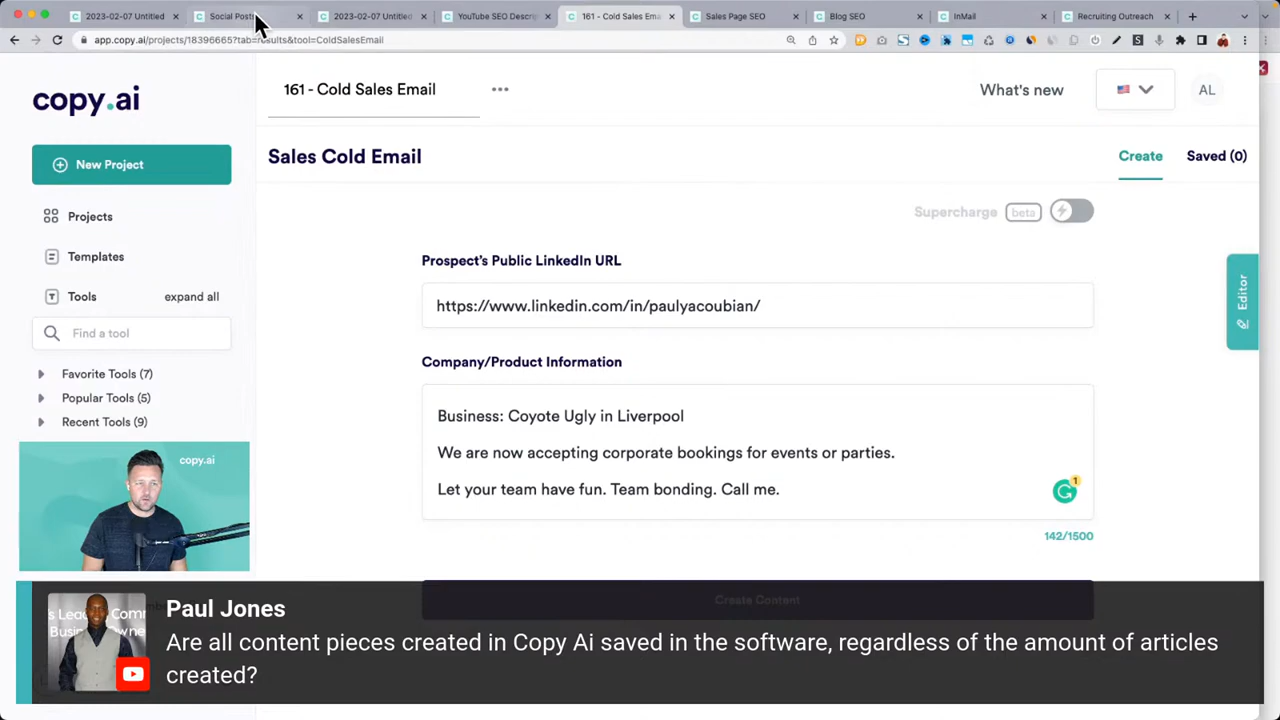 2023-02-07 Untitled
Social Posts
2023-02-07 Untitled
YouTube SEO Descri
161 - Cold Sales Ema
Sales Page SEO
Blog SEO
InMail
Recruiting Outreach
app.copy.ai/projects/18396665?tab=results&tool=ColdSalesEmail
copy.ai
161 - Cold Sales Email
What's new
AL
New Project
Sales Cold Email
Create
Saved (0)
Projects
Supercharge
beta
Templates
Prospect's Public LinkedIn URL
Tools
expand all
https://www.linkedin.com/in/paulyacoubian/
Editor
Find a tool
Company/Product Information
Favorite Tools (7)
Popular Tools (5)
Recent Tools (9)
Business: Coyote Ugly in Liverpool
We are now accepting corporate bookings for events or parties.
Let your team have fun. Team bonding. Call me.
1
copy.ai
142/1500
Create Content
Paul Jones
Are all content pieces created in Copy Ai saved in the software, regardless of the amount of articles
created?